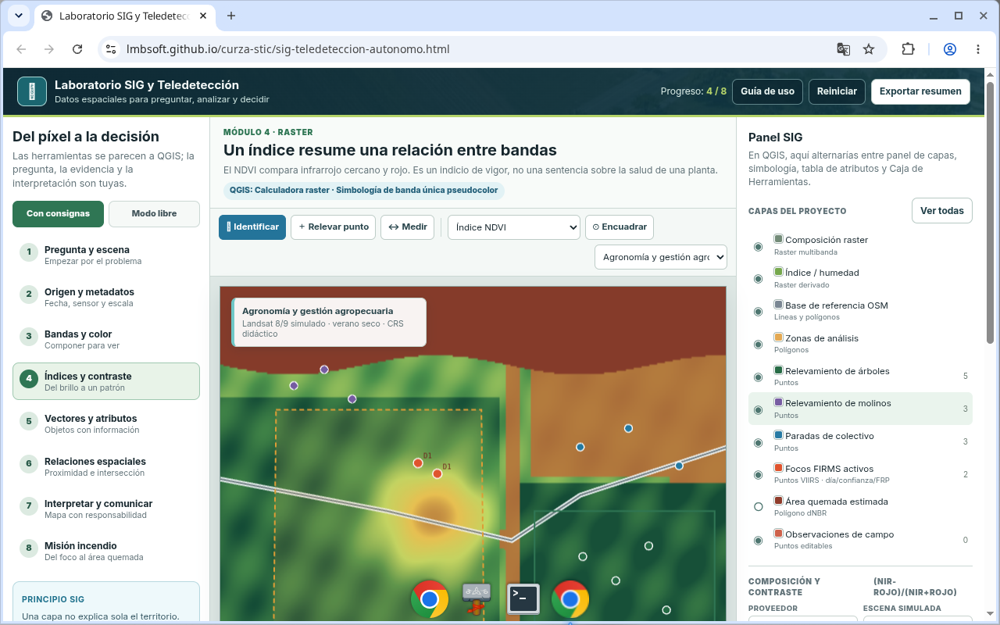 Laboratorio SIG y Teledetecc
lmbsoft.github.io/curza-stic/sig-teledeteccion-autonomo.html
Laboratorio SIG y Teledetección
Datos espaciales para preguntar, analizar y decidir
Progreso: 4 / 8
Guía de uso
Reiniciar
Exportar resumen
Del píxel a la decisión
Las herramientas se parecen a QGIS; la
pregunta, la evidencia y la
interpretación son tuyas.
Con consignas
Modo libre
1
Pregunta y escena
Empezar por el problema
2
Origen y metadatos
Fecha, sensor y escala
3
Bandas y color
Componer para ver
4
Índices y contraste
Del brillo a un patrón
5
Vectores y atributos
Objetos con información
6
Relaciones espaciales
Proximidad e intersección
7
Interpretar y comunicar
Mapa con responsabilidad
8
Misión incendio
Del foco al área quemada
PRINCIPIO SIG
Una capa no explica sola el territorio.
MÓDULO 4 · RASTER
Un índice resume una relación entre bandas
El NDVI compara infrarrojo cercano y rojo. Es un indicio de vigor, no una sentencia sobre la salud de una planta.
QGIS: Calculadora raster · Simbología de banda única pseudocolor
Identificar
+ Relevar punto
↔ Medir
Índice NDVI
⊙ Encuadrar
Agronomía y gestión agro
Agronomía y gestión agropecuaria
Landsat 8/9 simulado · verano seco · CRS
didáctico
D1
D1
Panel SIG
En QGIS, aquí alternarías entre panel de capas,
simbología, tabla de atributos y Caja de
Herramientas.
CAPAS DEL PROYECTO
Ver todas
Composición raster
Raster multibanda
Índice / humedad
Raster derivado
Base de referencia OSM
Líneas y polígonos
Zonas de análisis
Polígonos
Relevamiento de árboles
Puntos
5
Relevamiento de molinos
Puntos
3
Paradas de colectivo
Puntos
3
Focos FIRMS activos
Puntos VIIRS · día/confianza/FRP
2
Área quemada estimada
Polígono dNBR
Observaciones de campo
Puntos editables
0
COMPOSICIÓN Y
CONTRASTE
(NIR-
ROJO)/(NIR+ROJO)
PROVEEDOR
ESCENA SIMULADA